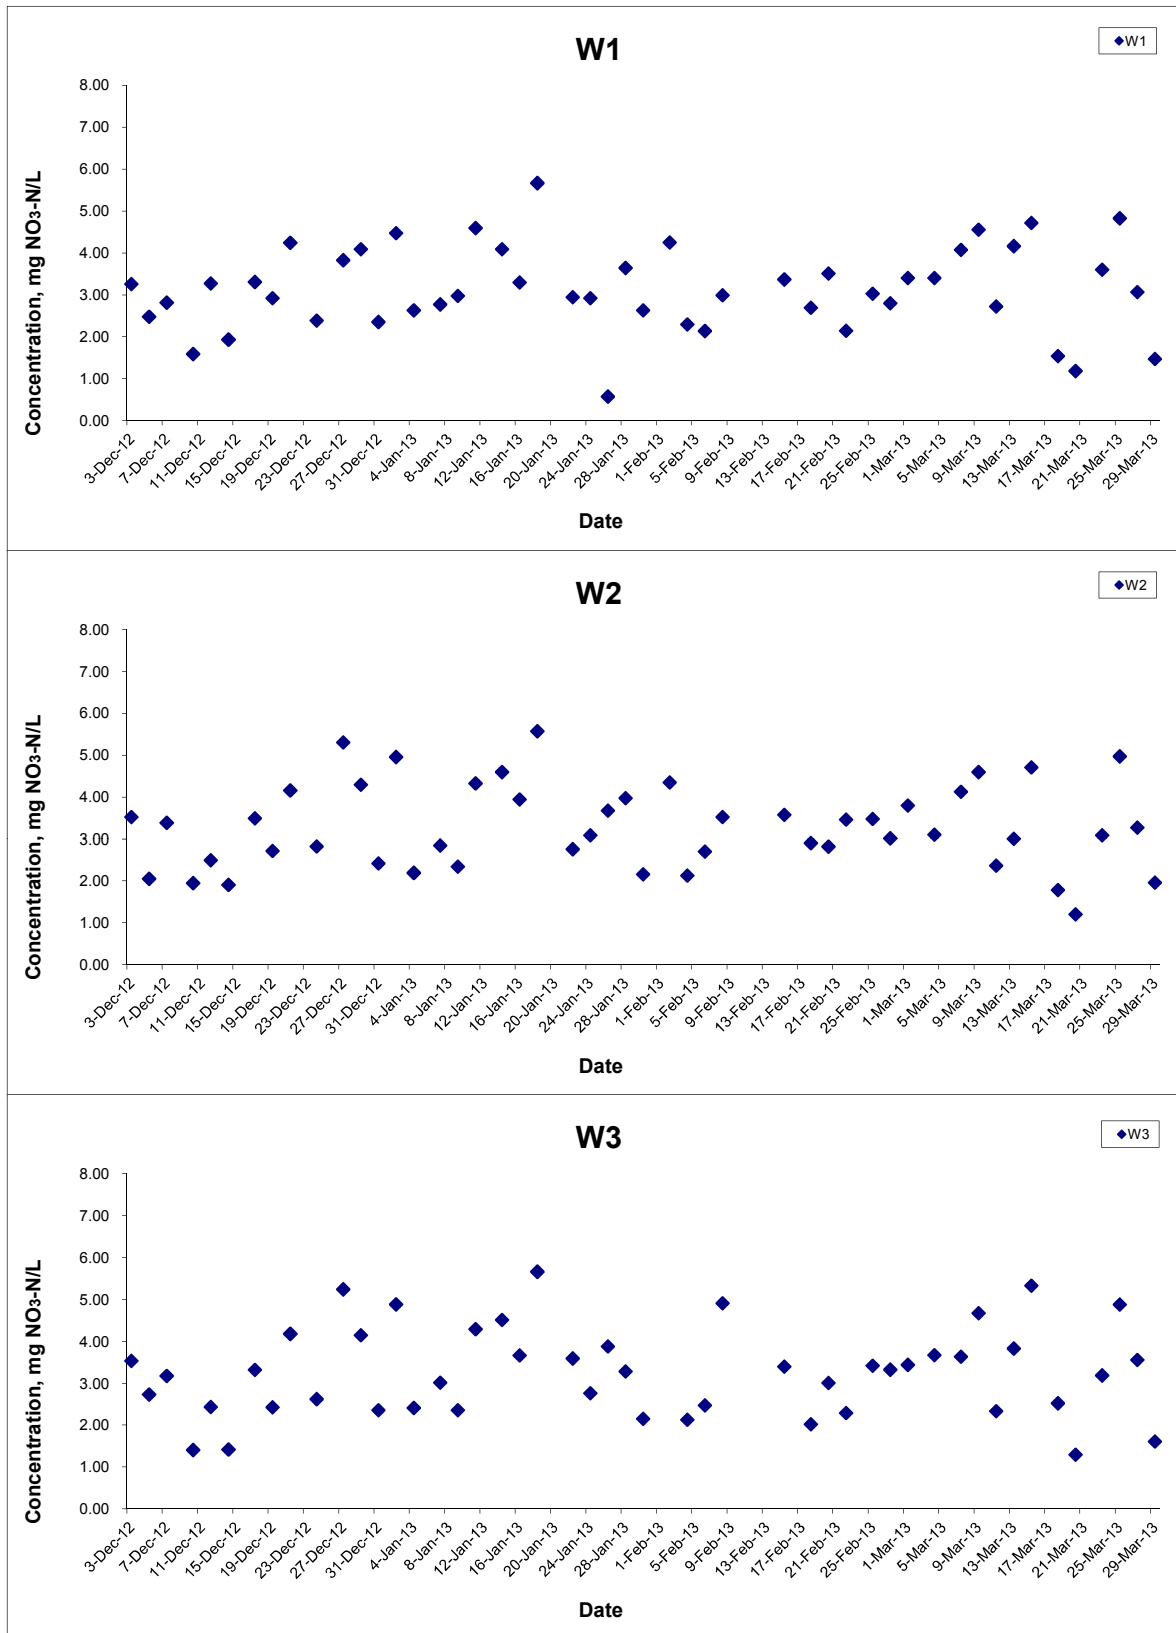 W1
W1
8.00
7.00
6.00
5.00
4.00
3.00
2.00
1.00
0.00
Concentration, mg NO3-N/L
3-Dec-12
7-Dec-12
11-Dec-12
15-Dec-12
19-Dec-12
23-Dec-12
27-Dec-12
31-Dec-12
4-Jan-13
8-Jan-13
12-Jan-13
16-Jan-13
20-Jan-13
24-Jan-13
28-Jan-13
1-Feb-13
5-Feb-13
9-Feb-13
13-Feb-13
17-Feb-13
21-Feb-13
25-Feb-13
1-Mar-13
5-Mar-13
9-Mar-13
13-Mar-13
17-Mar-13
21-Mar-13
25-Mar-13
29-Mar-13
Date
W2
W2
8.00
7.00
6.00
5.00
4.00
3.00
2.00
1.00
0.00
Concentration, mg NO3-N/L
3-Dec-12
7-Dec-12
11-Dec-12
15-Dec-12
19-Dec-12
23-Dec-12
27-Dec-12
31-Dec-12
4-Jan-13
8-Jan-13
12-Jan-13
16-Jan-13
20-Jan-13
24-Jan-13
28-Jan-13
1-Feb-13
5-Feb-13
9-Feb-13
13-Feb-13
17-Feb-13
21-Feb-13
25-Feb-13
1-Mar-13
5-Mar-13
9-Mar-13
13-Mar-13
17-Mar-13
21-Mar-13
25-Mar-13
29-Mar-13
Date
W3
W3
8.00
7.00
6.00
5.00
4.00
3.00
2.00
1.00
0.00
Concentration, mg NO3-N/L
3-Dec-12
7-Dec-12
11-Dec-12
15-Dec-12
19-Dec-12
23-Dec-12
27-Dec-12
31-Dec-12
4-Jan-13
8-Jan-13
12-Jan-13
16-Jan-13
20-Jan-13
24-Jan-13
28-Jan-13
1-Feb-13
5-Feb-13
9-Feb-13
13-Feb-13
17-Feb-13
21-Feb-13
25-Feb-13
1-Mar-13
5-Mar-13
9-Mar-13
13-Mar-13
17-Mar-13
21-Mar-13
25-Mar-13
29-Mar-13
Date